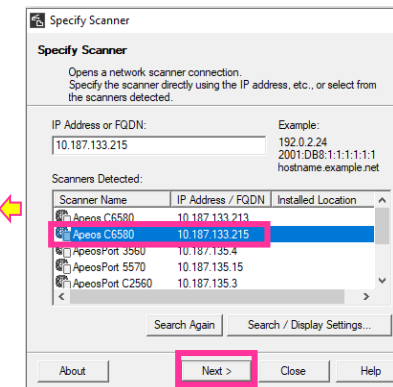 Specify Scanner
Specify Scanner
Opens a network scanner connection.
Specify the scanner directly using the IP address, etc., or select from
the scanners detected.
IP Address or FQDN:
Example:
10.187.133.215
192.0.2.24
2001:DB8:1:1:1:1:1
hostname.example.net
Scanners Detected:
Scanner Name IP Address / FQDN Installed Location
Apeos C6580 10.187.133.213
Apeos C6580 10.187.133.215
ApeosPort 3560 10.187.135.4
ApeosPort 5570 10.187.135.15
ApeosPort C2560 10.187.135.3
Search Again Search / Display Settings...
About Next > Close Help